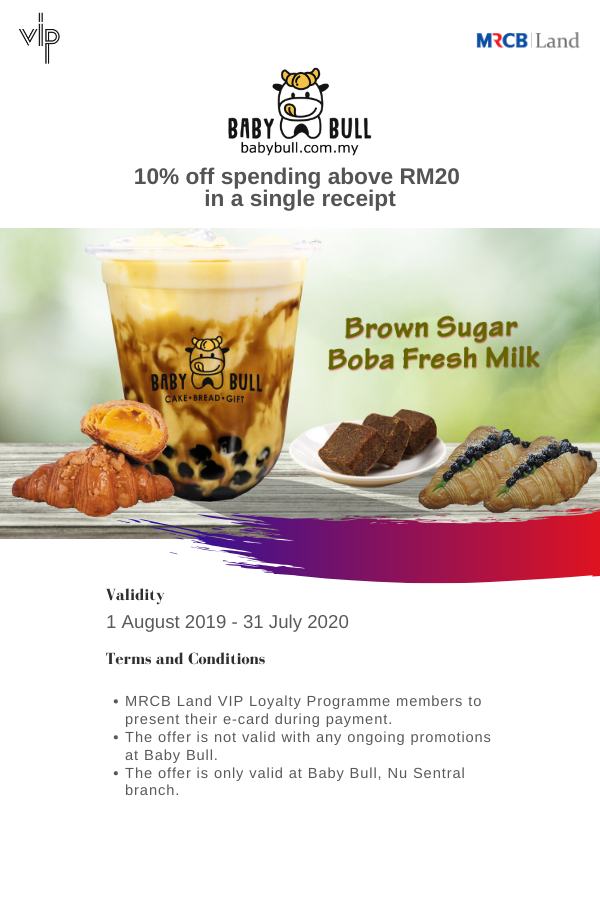 vip
MRCB Land
BABY BULL
babybull.com.my
10% off spending above RM20
in a single receipt
Brown Sugar
Boba Fresh Milk
BABY BULL
CAKE•BREAD•GIFT
Validity
1 August 2019 - 31 July 2020
Terms and Conditions
• MRCB Land VIP Loyalty Programme members to
present their e-card during payment.
• The offer is not valid with any ongoing promotions
at Baby Bull.
• The offer is only valid at Baby Bull, Nu Sentral
branch.